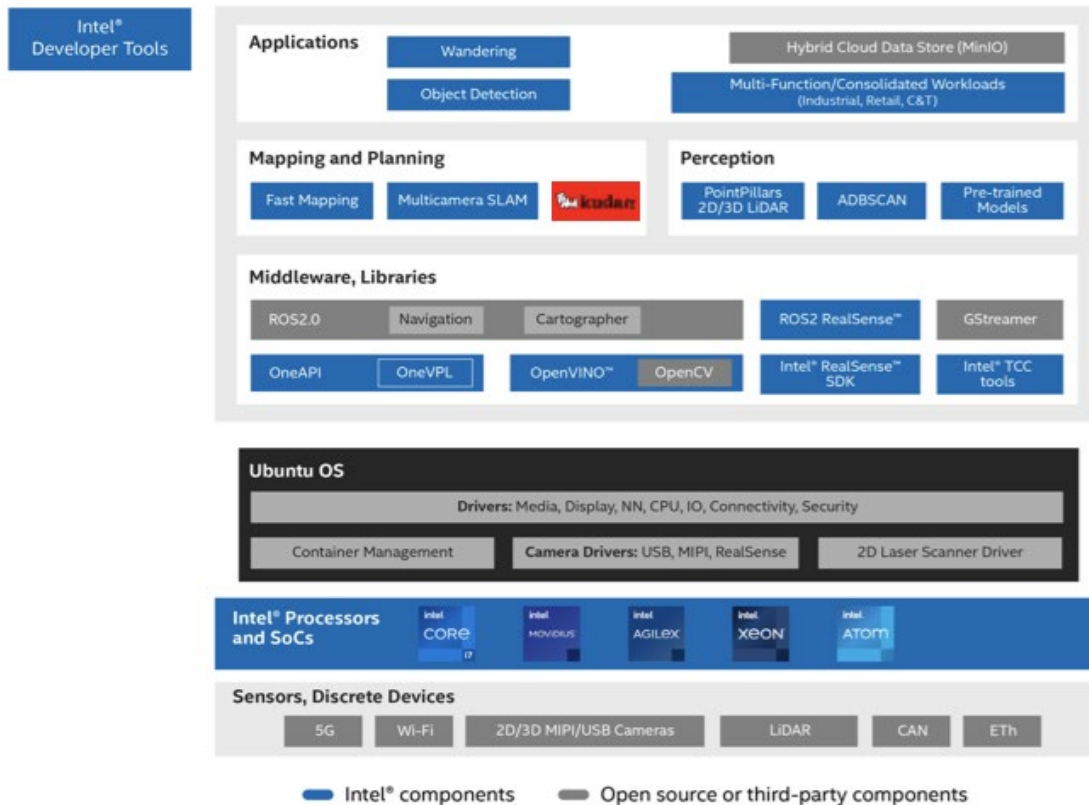 Intel®
Developer Tools
Applications
Wandering
Hybrid Cloud Data Store (MinIO)
Object Detection
Multi-Function/Consolidated Workloads
(Industrial, Retail, C&T)
Mapping and Planning
Fast Mapping
Multicamera SLAM
kudan
Perception
PointPillars
2D/3D LiDAR
ADBSCAN
Pre-trained
Models
Middleware, Libraries
ROS2.0
Navigation
Cartographer
ROS2 RealSense™
GStreamer
OneAPI
OneVPL
OpenVINO™
OpenCV
Intel® RealSense™
SDK
Intel® TCC
tools
Ubuntu OS
Drivers: Media, Display, NN, CPU, IO, Connectivity, Security
Container Management
Camera Drivers: USB, MIPI, RealSense
2D Laser Scanner Driver
Intel® Processors
and SoCs
intel.
CORE
i7
intel.
MOVIDIUS
intel.
AGILEX
intel.
XEON
intel.
ATOM
Sensors, Discrete Devices
5G
Wi-Fi
2D/3D MIPI/USB Cameras
LiDAR
CAN
ETh
Intel® components
Open source or third-party components